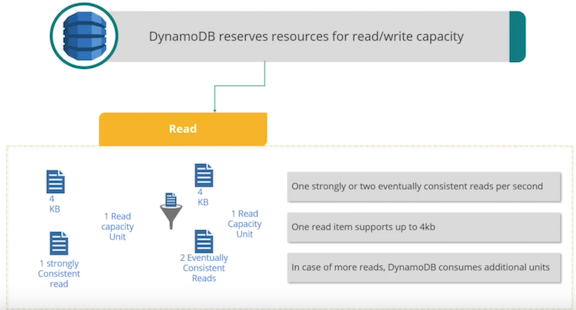 DynamoDB reserves resources for read/write capacity
Read
4
KB
1 Read
capacity
Unit
1 strongly
Consistent
read
4
KB
1 Read
Capacity
Unit
2 Eventually
Consistent
Reads
One strongly or two eventually consistent reads per second
One read item supports up to 4kb
In case of more reads, DynamoDB consumes additional units